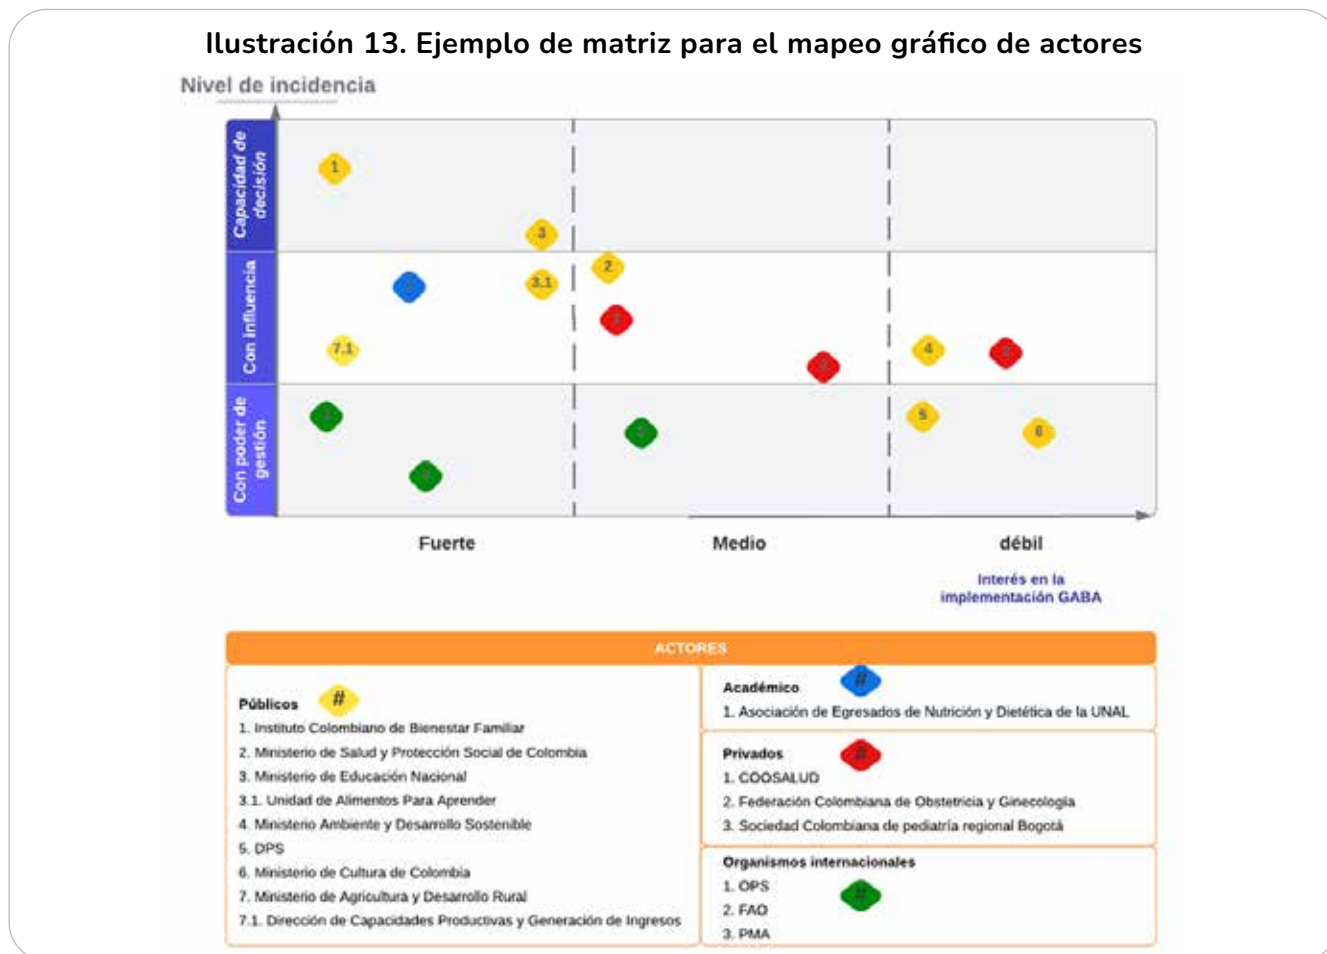 Ilustración 13. Ejemplo de matriz para el mapeo gráfico de actores
Nivel de incidencia
Capacidad de
decisión
1
3
Con influencia
2
3.1
7.1
4
Con poder de
gestión
5
6
Fuerte
Medio
débil
Interés en la
implementación GABA
ACTORES
Públicos #
1. Instituto Colombiano de Bienestar Familiar
2. Ministerio de Salud y Protección Social de Colombia
3. Ministerio de Educación Nacional
3.1. Unidad de Alimentos Para Aprender
4. Ministerio Ambiente y Desarrollo Sostenible
5. DPS
6. Ministerio de Cultura de Colombia
7. Ministerio de Agricultura y Desarrollo Rural
7.1. Dirección de Capacidades Productivas y Generación de Ingresos
Académico #
1. Asociación de Egresados de Nutrición y Dietética de la UNAL
Privados #
1. COOSALUD
2. Federación Colombiana de Obstetricia y Ginecología
3. Sociedad Colombiana de pediatría regional Bogotá
Organismos internacionales
#
1. OPS
2. FAO
3. PMA